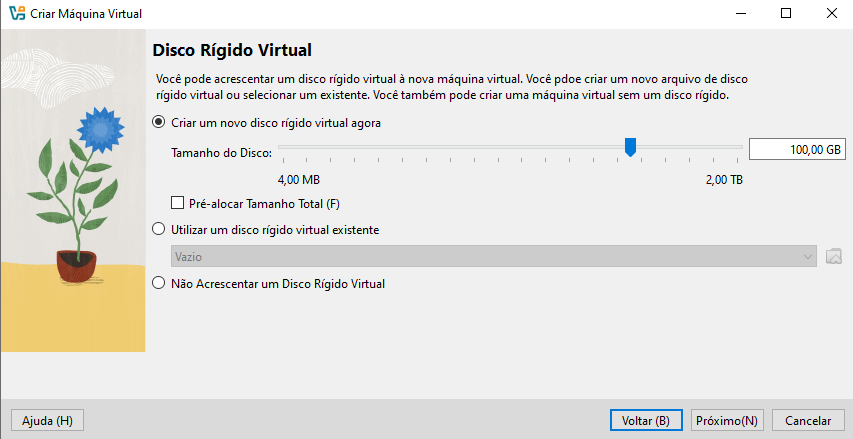 Criar Máquina Virtual
Disco Rígido Virtual
Você pode acrescentar um disco rígido virtual à nova máquina virtual. Você pdoe criar um novo arquivo de disco
rígido virtual ou selecionar um existente. Você também pode criar uma máquina virtual sem um disco rígido.
Criar um novo disco rígido virtual agora
Tamanho do Disco:
100,00 GB
4,00 MB
2,00 TB
Pré-alocar Tamanho Total (F)
Utilizar um disco rígido virtual existente
Vazio
Não Acrescentar um Disco Rígido Virtual
Ajuda (H)
Voltar (B)
Próximo(N)
Cancelar